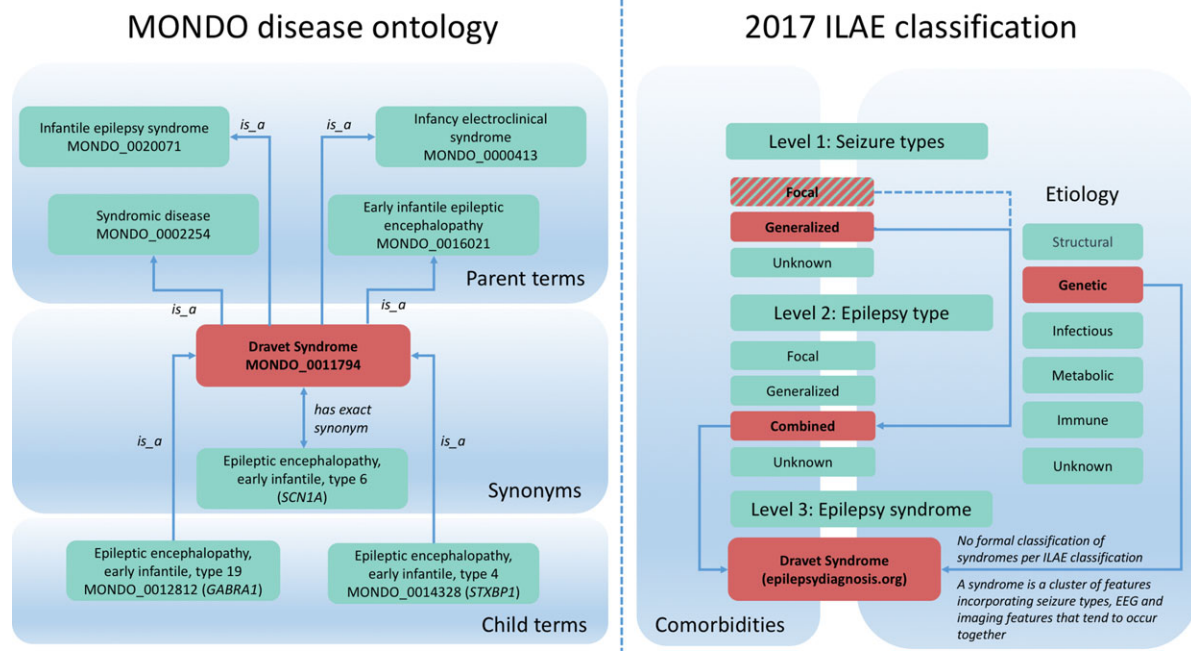 MONDO disease ontology
Infantile epilepsy syndrome
MONDO_0020071
is_a
is_a
Infancy electroclinical
syndrome
MONDO_0000413
Syndromic disease
MONDO_0002254
Early infantile epileptic
encephalopathy
MONDO_0016021
Parent terms
is_a
is_a
Dravet Syndrome
MONDO_0011794
has exact
synonym
is_a
is_a
Epileptic encephalopathy,
early infantile, type 6
(SCN1A)
Synonyms
Epileptic encephalopathy,
early infantile, type 19
MONDO_0012812 (GABRA1)
Epileptic encephalopathy,
early infantile, type 4
MONDO_0014328 (STXBP1)
Child terms
2017 ILAE classification
Level 1: Seizure types
Focal
Generalized
Unknown
Level 2: Epilepsy type
Focal
Generalized
Combined
Unknown
Level 3: Epilepsy syndrome
Dravet Syndrome
(epilepsydiagnosis.org)
Comorbidities
Etiology
Structural
Genetic
Infectious
Metabolic
Immune
Unknown
No formal classification of
syndromes per ILAE classification
A syndrome is a cluster of features
incorporating seizure types, EEG and
imaging features that tend to occur
together